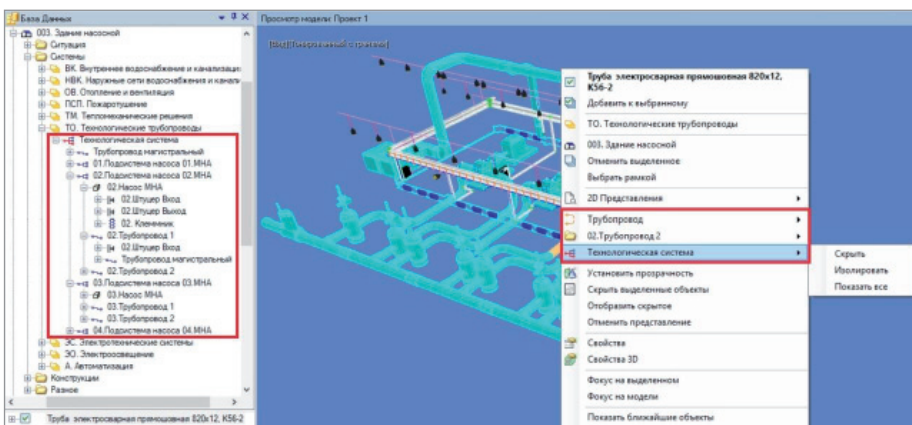 База Данных
003. Здание насосной
Ситуация
Системы
ВК. Внутреннее водоснабжение и канализаци
НВК. Наружные сети водоснабжения и канали
ОВ. Отопление и вентиляция
ПСП. Пожаротушение
ТМ. Тепломеханические решения
ТО. Технологические трубопроводы
Технологическая система
Трубопровод магистральный
01.Подсистема насоса 01.МНА
02.Подсистема насоса 02.МНА
02.Насос МНА
02.Штуцер Вход
02.Штуцер Выход
02. Клеммник
02.Трубопровод 1
02.Штуцер Вход
Трубопровод магистральный
02.Трубопровод 2
03.Подсистема насоса 03.МНА
03.Насос МНА
03.Трубопровод 1
03.Трубопровод 2
04.Подсистема насоса 04.МНА
ЭС. Электротехнические системы
ЭО. Электроосвещение
А. Автоматизация
Конструкции
Разное
Труба электросварная прямошовная 820x12, К56-2
Просмотр модели: Проект 1
Труба электросварная прямошовная 820x12,
К56-2
Добавить к выбранному
ТО. Технологические трубопроводы
003. Здание насосной
Отменить выделенное
Выбрать рамкой
2D Представления
Трубопровод
02.Трубопровод 2
Технологическая система
Установить прозрачность
Скрыть выделенные объекты
Отобразить скрытое
Отменить представление
Свойства
Свойства 3D
Фокус на выделенном
Фокус на модели
Показать ближайшие объекты
Скрыть
Изолировать
Показать все